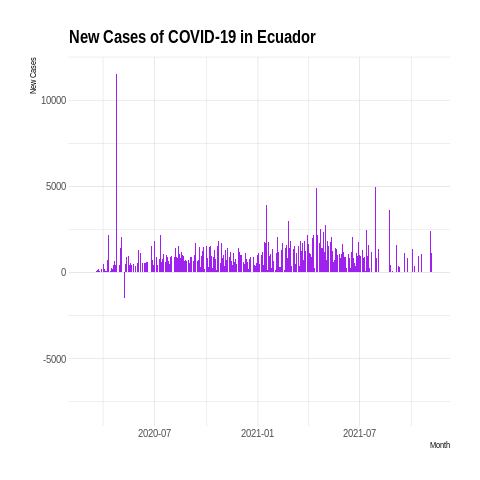 New Cases of COVID-19 in Ecuador
New Cases
10000
5000
0
-5000
2020-07
2021-01
2021-07
Month